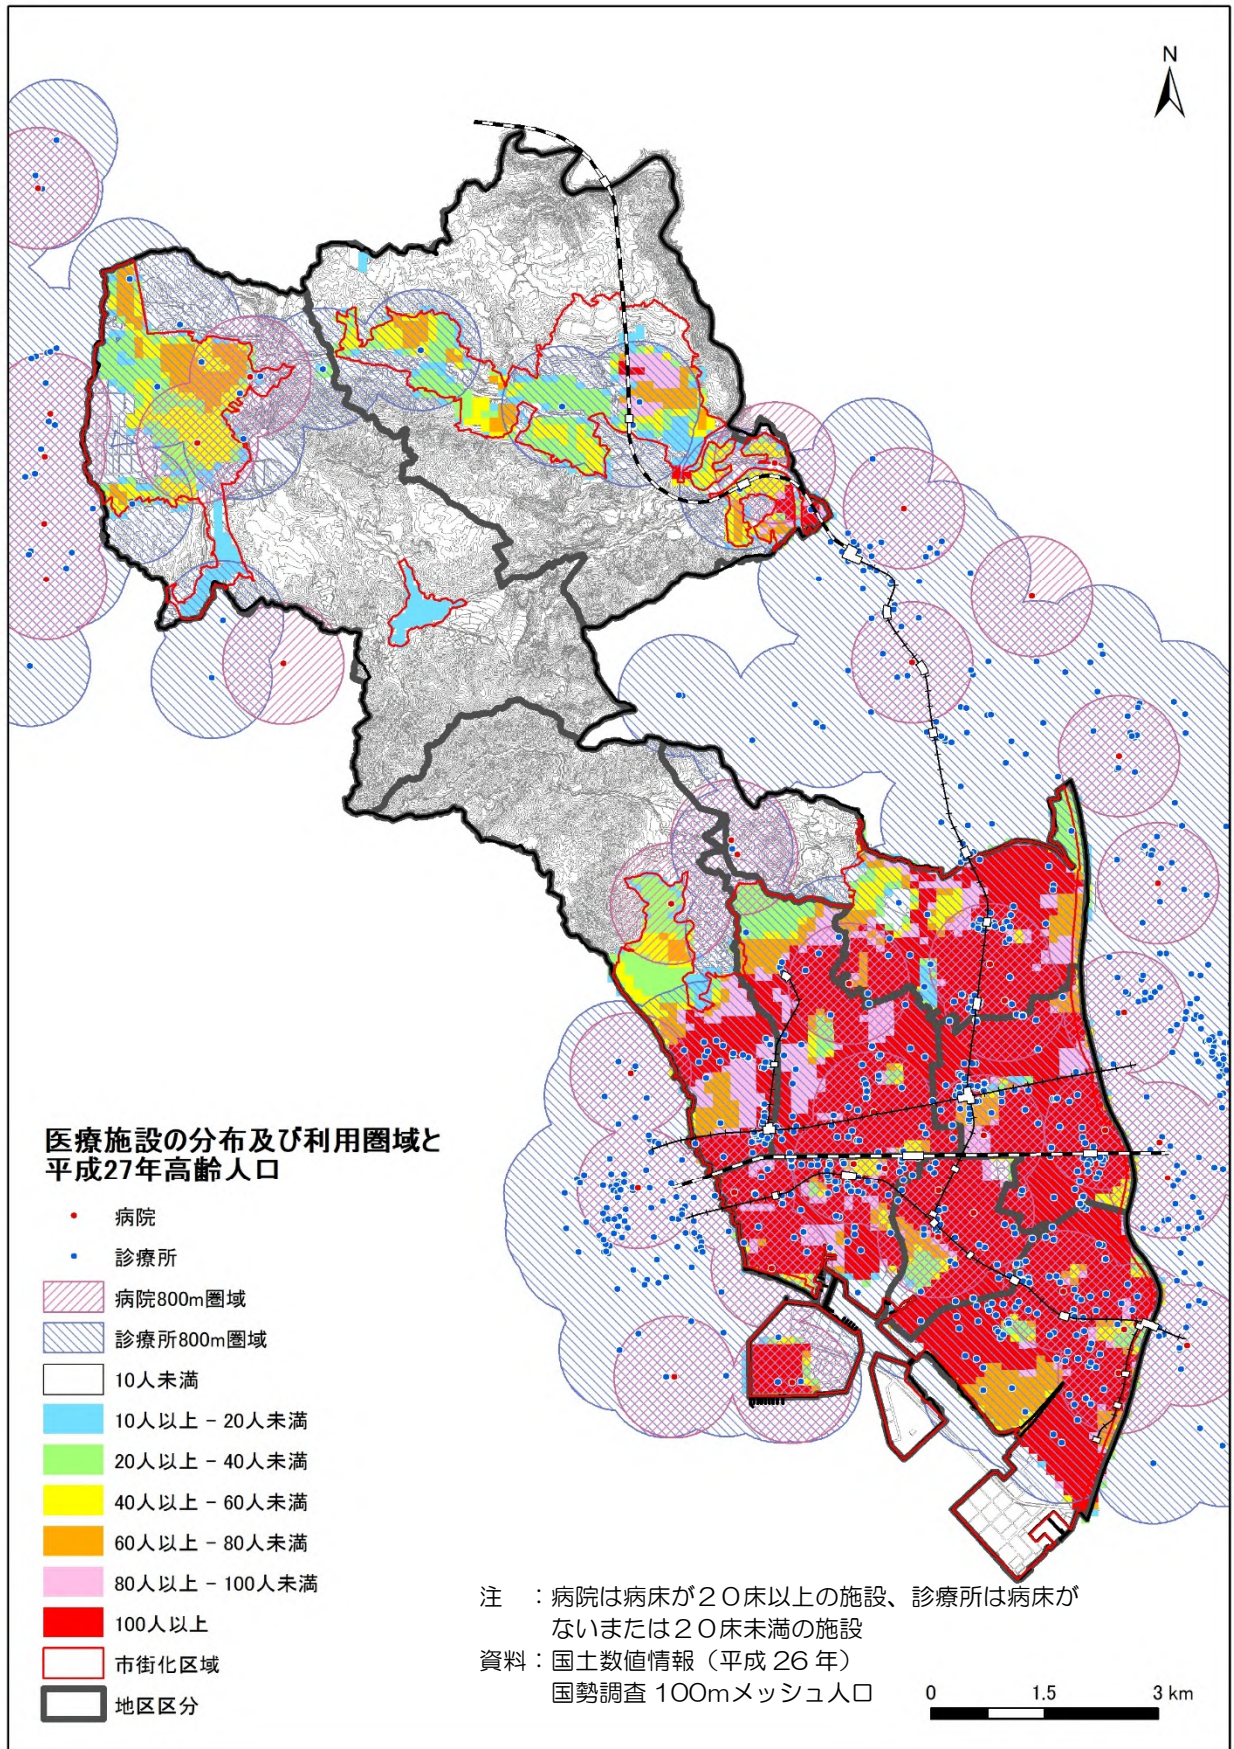 N
医療施設の分布及び利用圏域と
平成27年高齢人口
病院
診療所
病院800m圏域
診療所800m圏域
10人未満
10人以上 - 20人未満
20人以上 - 40人未満
40人以上 - 60人未満
60人以上 - 80人未満
80人以上 - 100人未満
100人以上
市街化区域
地区区分
注 ：病院は病床が２０床以上の施設、診療所は病床が
ないまたは２０床未満の施設
資料：国土数値情報（平成 26 年）
国勢調査 100mメッシュ人口
0 1.5 3 km